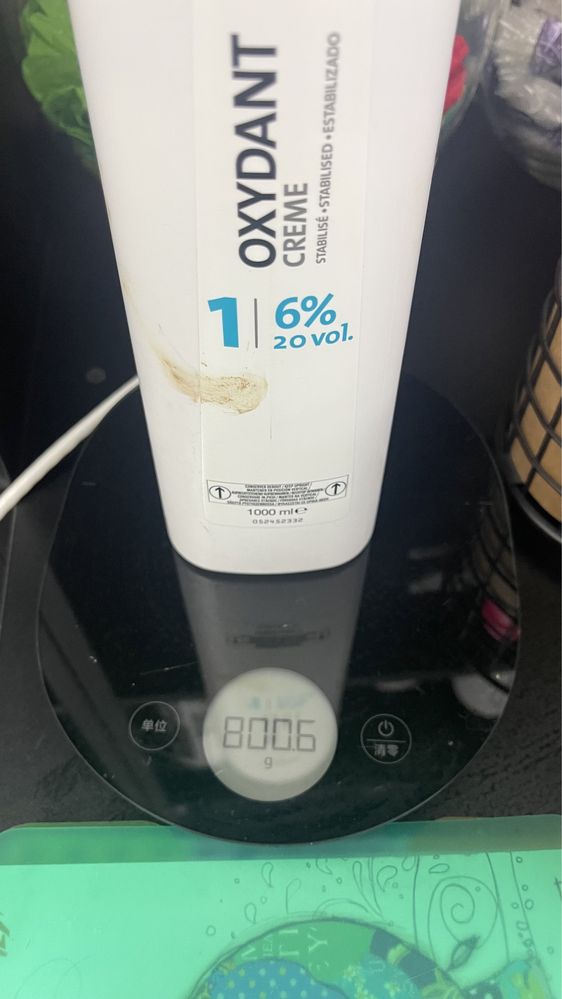 OXYDANT
CREME
STABILISÉ • STABILISED • ESTABILIZADO
1 | 6%
20 vol.
1000 ml e
052452332
单位
800.6
g
清零